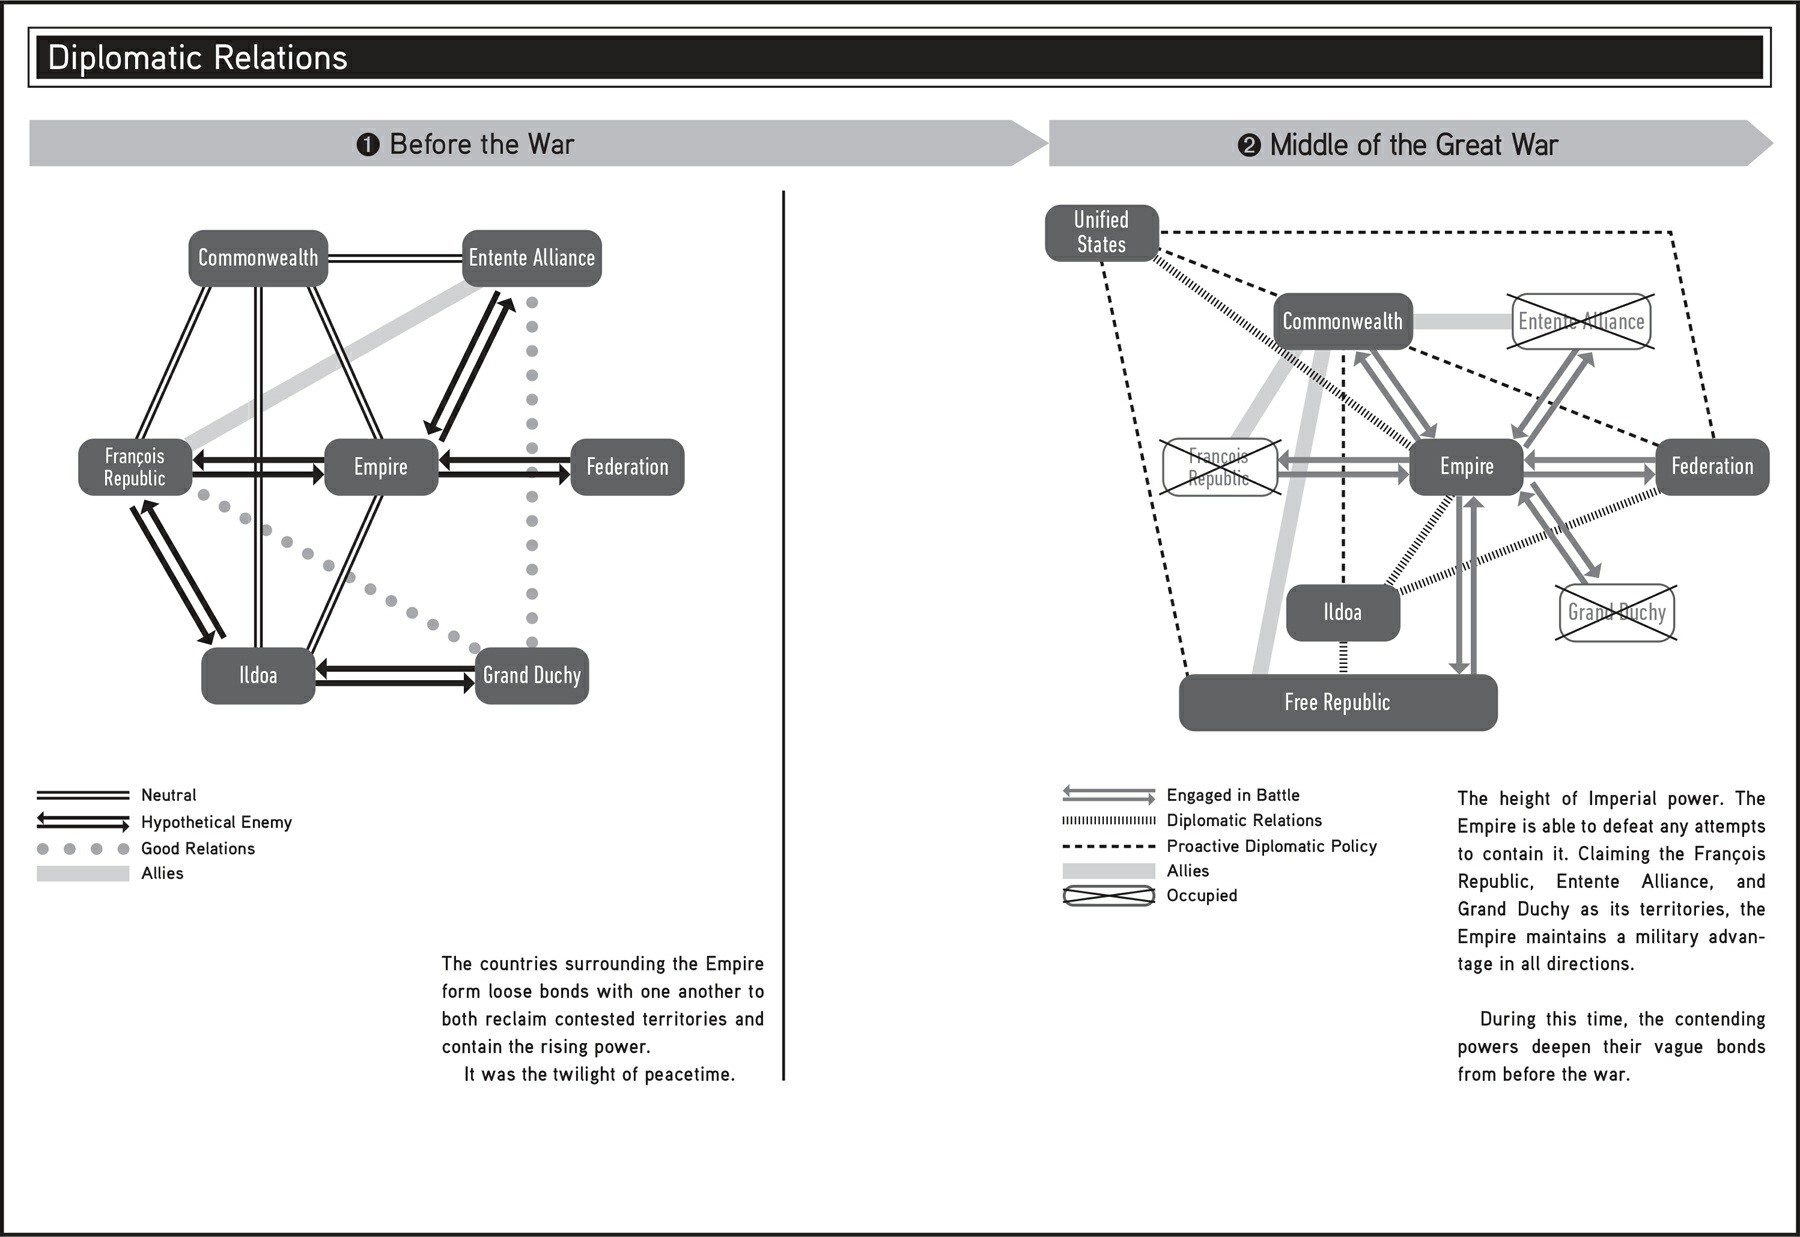 Diplomatic Relations
❶ Before the War
Commonwealth
Entente Alliance
François
Republic
Empire
Federation
Ildoa
Grand Duchy
Neutral
Hypothetical Enemy
Good Relations
Allies
The countries surrounding the Empire
form loose bonds with one another to
both reclaim contested territories and
contain the rising power.
It was the twilight of peacetime.
❷ Middle of the Great War
Unified
States
Commonwealth
Entente Alliance
François
Republic
Empire
Federation
Ildoa
Grand Duchy
Free Republic
Engaged in Battle
Diplomatic Relations
Proactive Diplomatic Policy
Allies
Occupied
The height of Imperial power. The
Empire is able to defeat any attempts
to contain it. Claiming the François
Republic, Entente Alliance, and
Grand Duchy as its territories, the
Empire maintains a military advan-
tage in all directions.
During this time, the contending
powers deepen their vague bonds
from before the war.